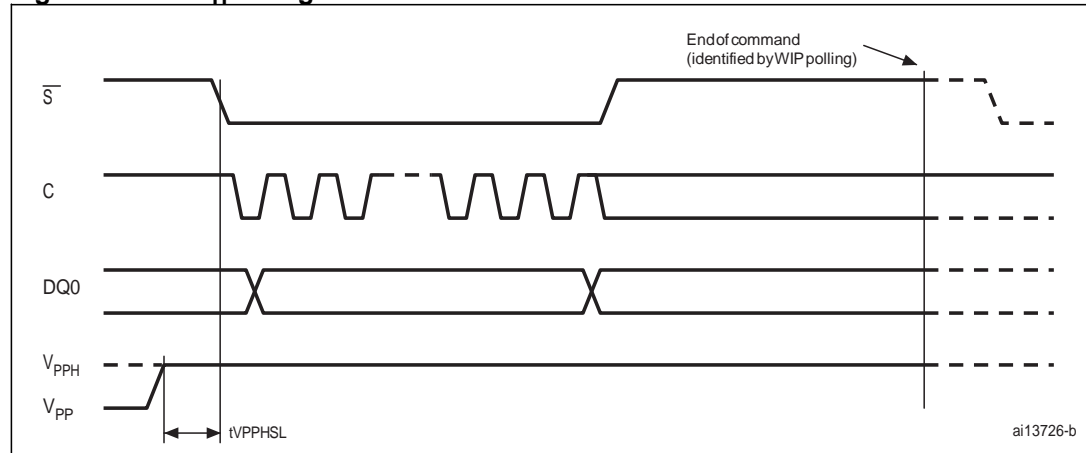 End of command
(identified by WIP polling)
S
C
DQ0
VPPH
VPP
tVPPHSL
ai13726-b